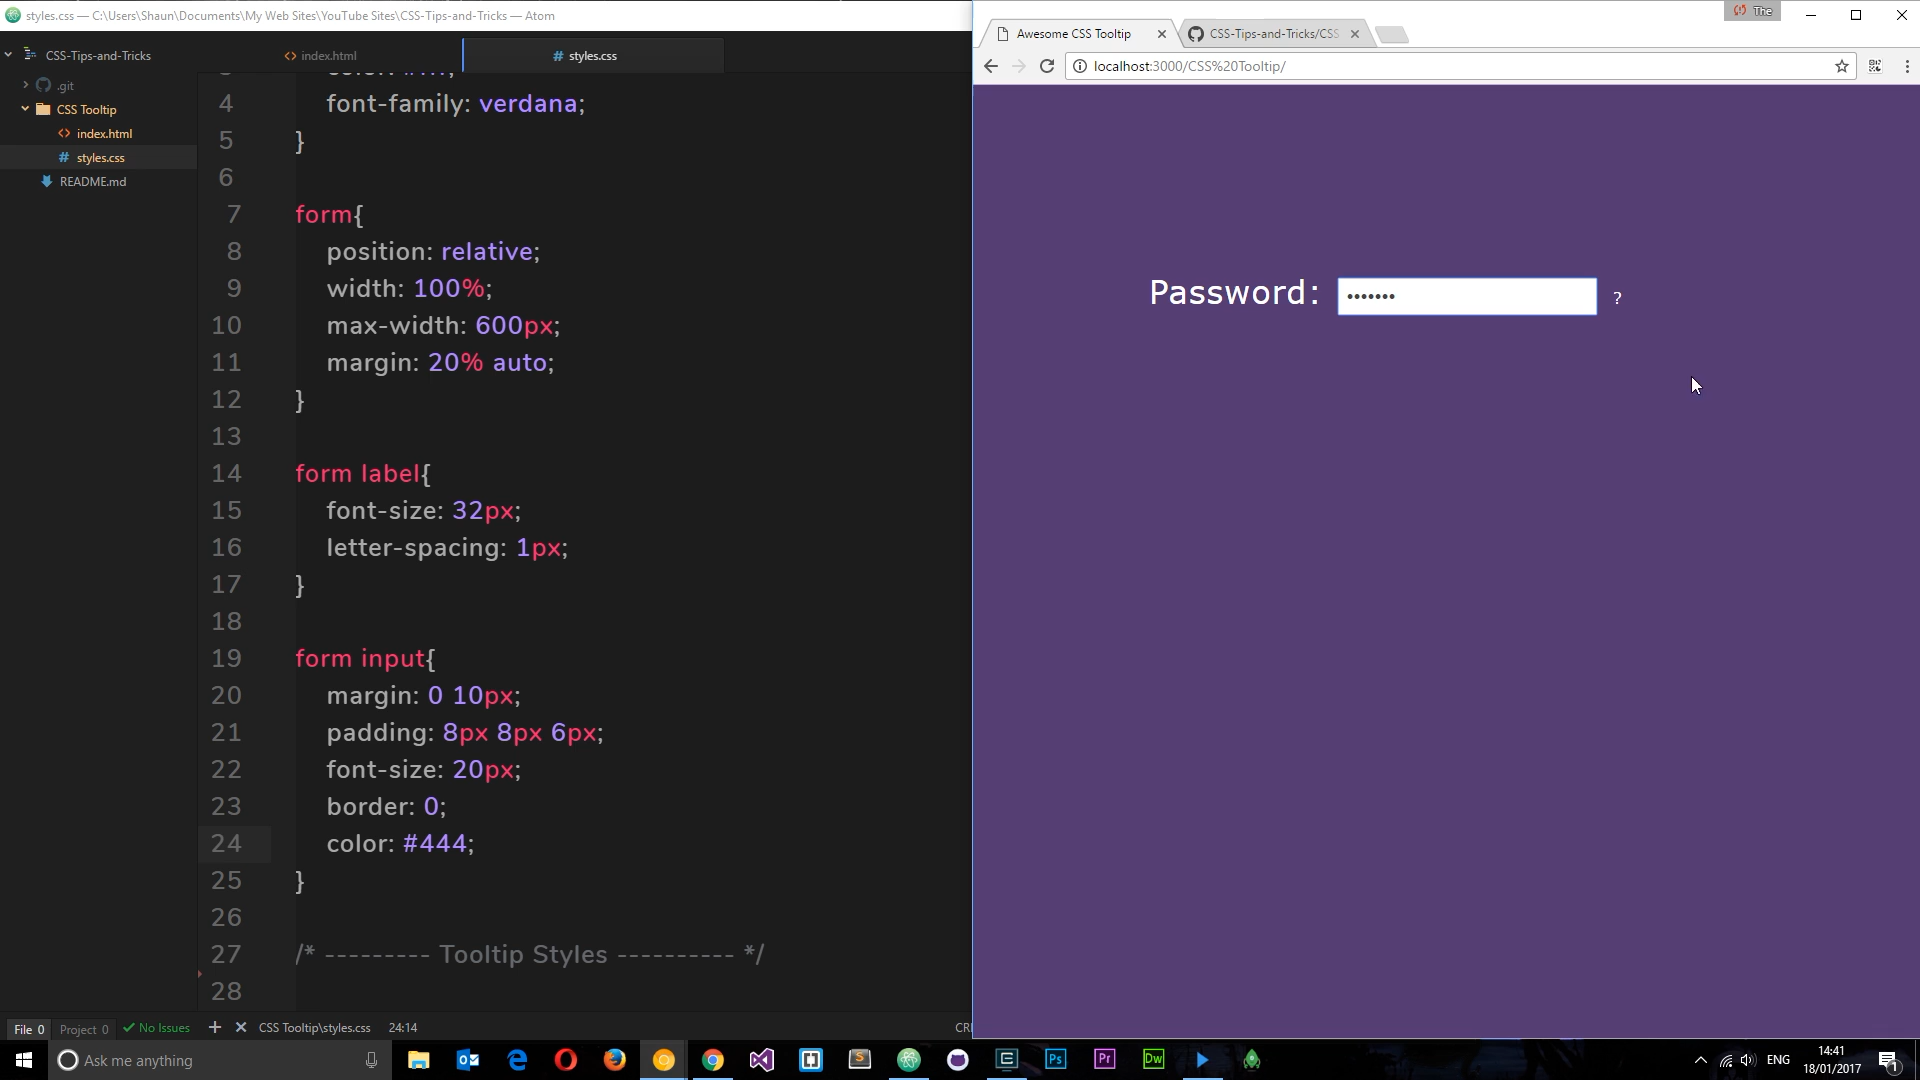 styles.css — C:\Users\Shaun\Documents\My Web Sites\YouTube Sites\CSS-Tips-and-Tricks — Atom
CSS-Tips-and-Tricks
.git
CSS Tooltip
index.html
styles.css
README.md
index.html
styles.css
4 font-family: verdana;
5 }
6
7 form{
8 position: relative;
9 width: 100%;
10 max-width: 600px;
11 margin: 20% auto;
12 }
13
14 form label{
15 font-size: 32px;
16 letter-spacing: 1px;
17 }
18
19 form input{
20 margin: 0 10px;
21 padding: 8px 8px 6px;
22 font-size: 20px;
23 border: 0;
24 color: #444;
25 }
26
27 /* --------- Tooltip Styles ---------- */
28
File 0 Project 0 No Issues CSS Tooltip\styles.css 24:14 CR
The
Awesome CSS Tooltip
CSS-Tips-and-Tricks/CSS
localhost:3000/CSS%20Tooltip/
Password: ••••••• ?
Ask me anything
ENG
14:41
18/01/2017
1